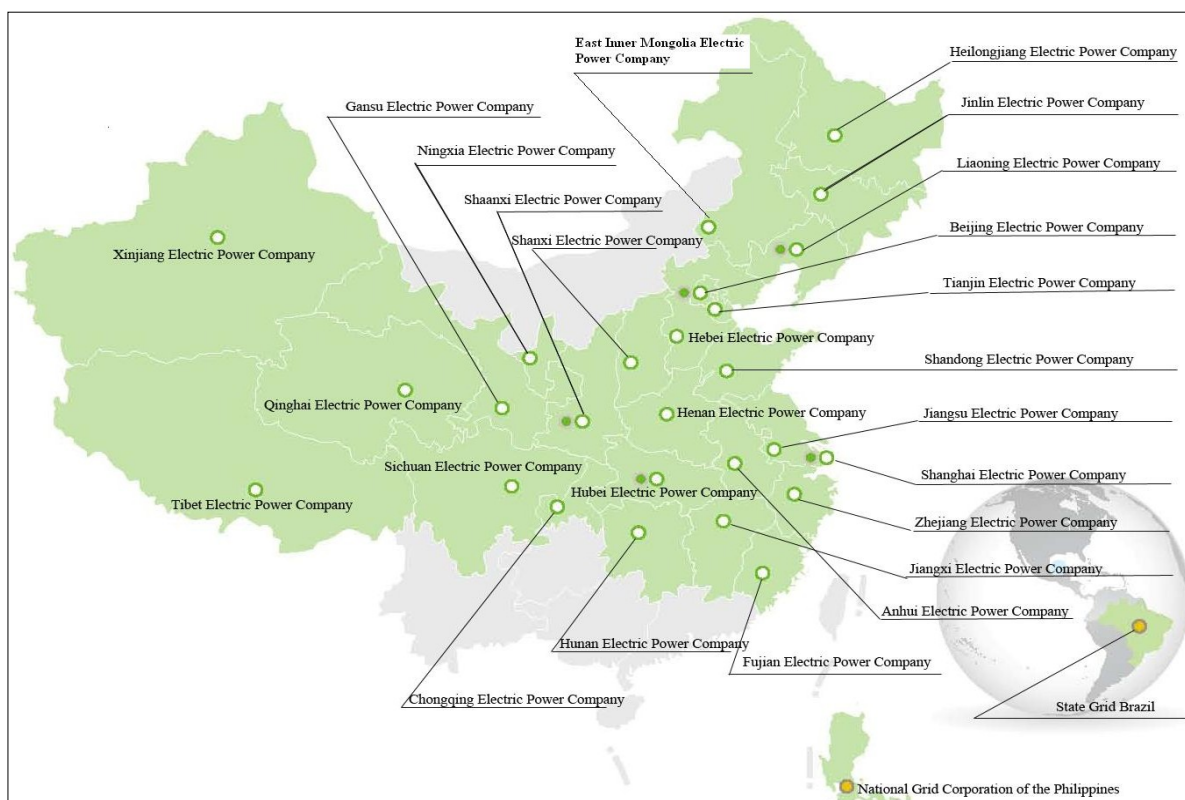 East Inner Mongolia Electric
Power Company
Heilongjiang Electric Power Company
Gansu Electric Power Company
Jinlin Electric Power Company
Ningxia Electric Power Company
Liaoning Electric Power Company
Shaanxi Electric Power Company
Beijing Electric Power Company
Shanxi Electric Power Company
Xinjiang Electric Power Company
Tianjin Electric Power Company
Hebei Electric Power Company
Shandong Electric Power Company
Qinghai Electric Power Company
Henan Electric Power Company
Jiangsu Electric Power Company
Sichuan Electric Power Company
Shanghai Electric Power Company
Hubei Electric Power Company
Tibet Electric Power Company
Zhejiang Electric Power Company
Jiangxi Electric Power Company
Anhui Electric Power Company
Hunan Electric Power Company
Fujian Electric Power Company
Chongqing Electric Power Company
State Grid Brazil
National Grid Corporation of the Philippines